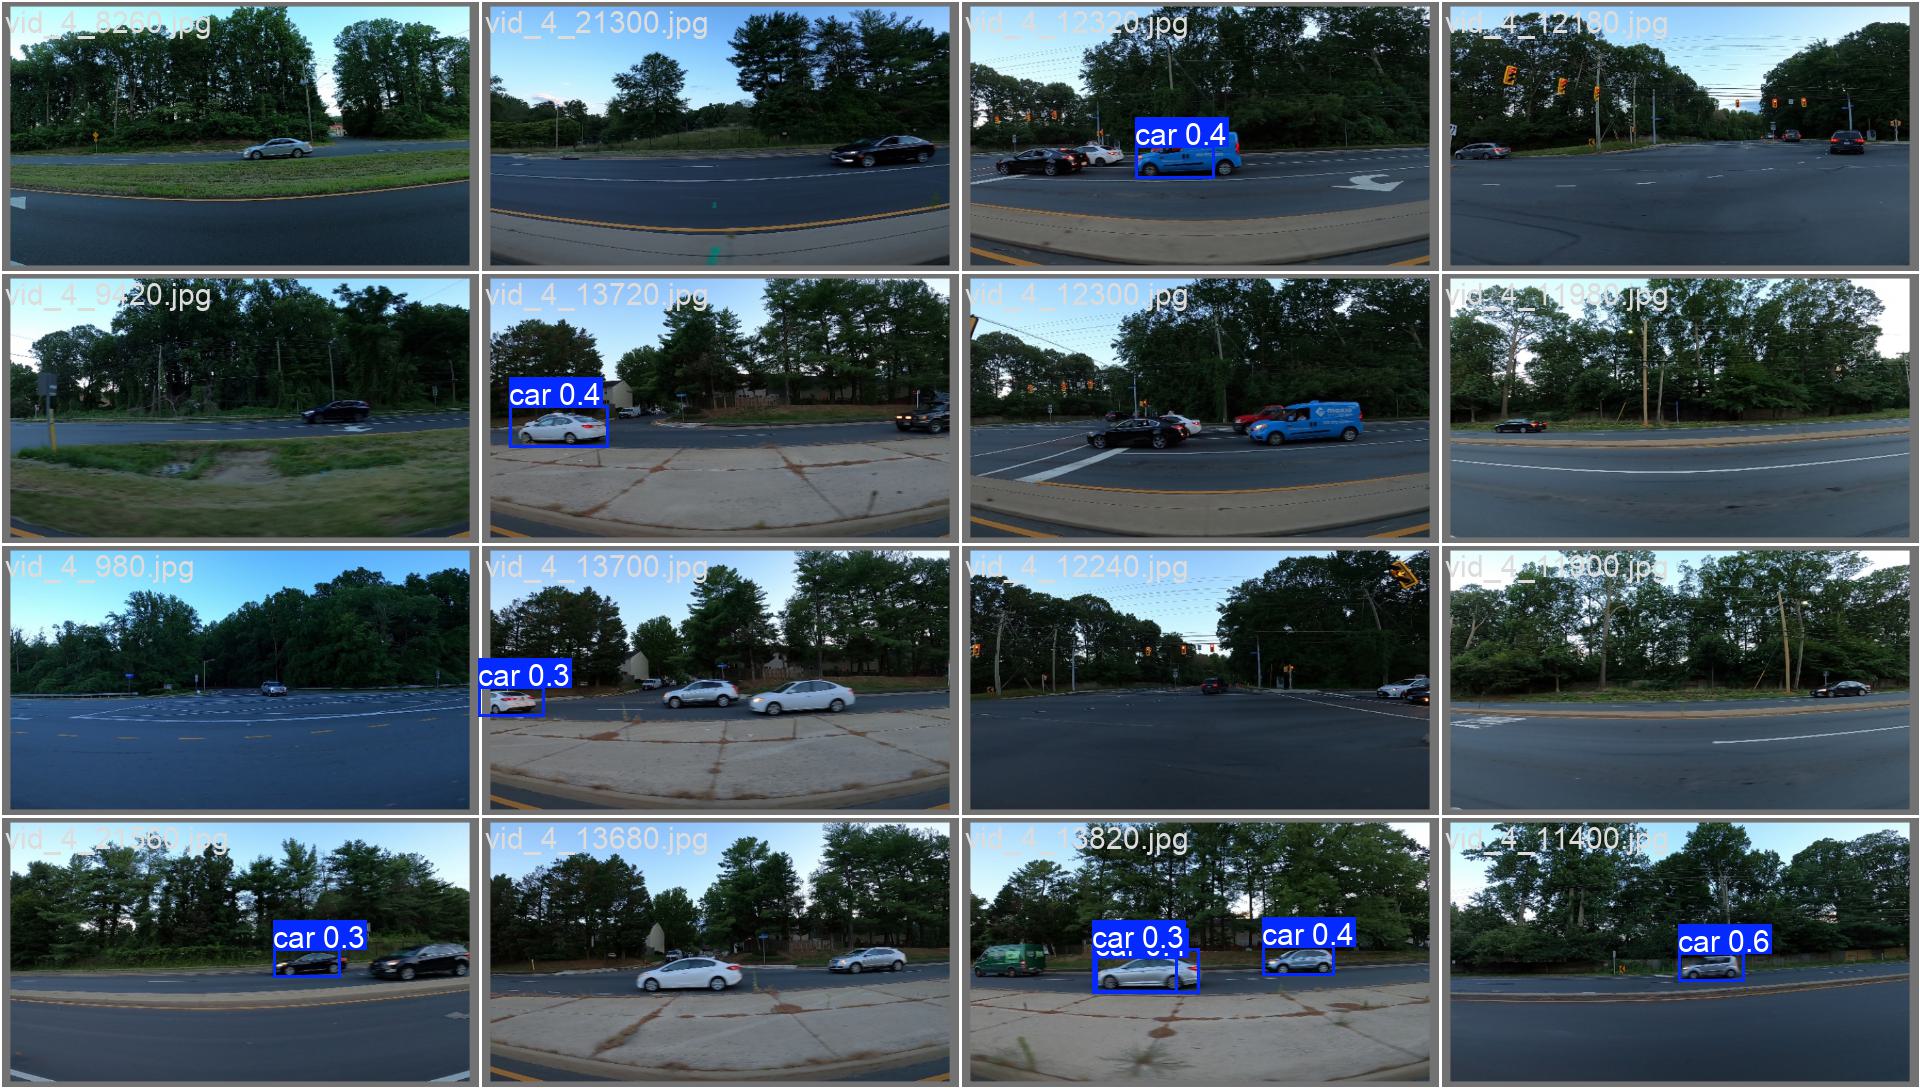 vid_4_8260.jpg
vid_4_21300.jpg
vid_4_12320.jpg
car 0.4
vid_4_12180.jpg
vid_4_9420.jpg
vid_4_13720.jpg
car 0.4
vid_4_12300.jpg
vid_4_11980.jpg
vid_4_980.jpg
vid_4_13700.jpg
car 0.3
vid_4_12240.jpg
vid_4_21560.jpg
car 0.3
vid_4_13680.jpg
vid_4_13820.jpg
car 0.3
car 0.4
vid_4_11400.jpg
car 0.6